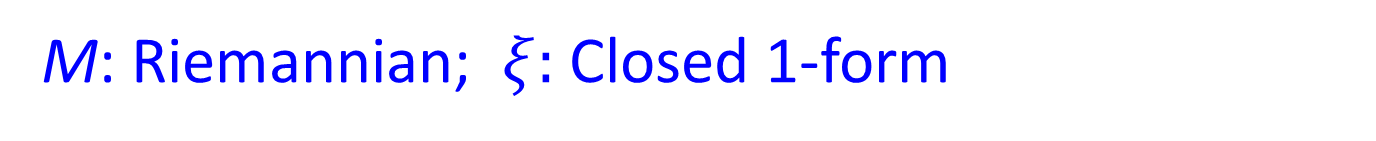 M: Riemannian; ξ: Closed 1-form